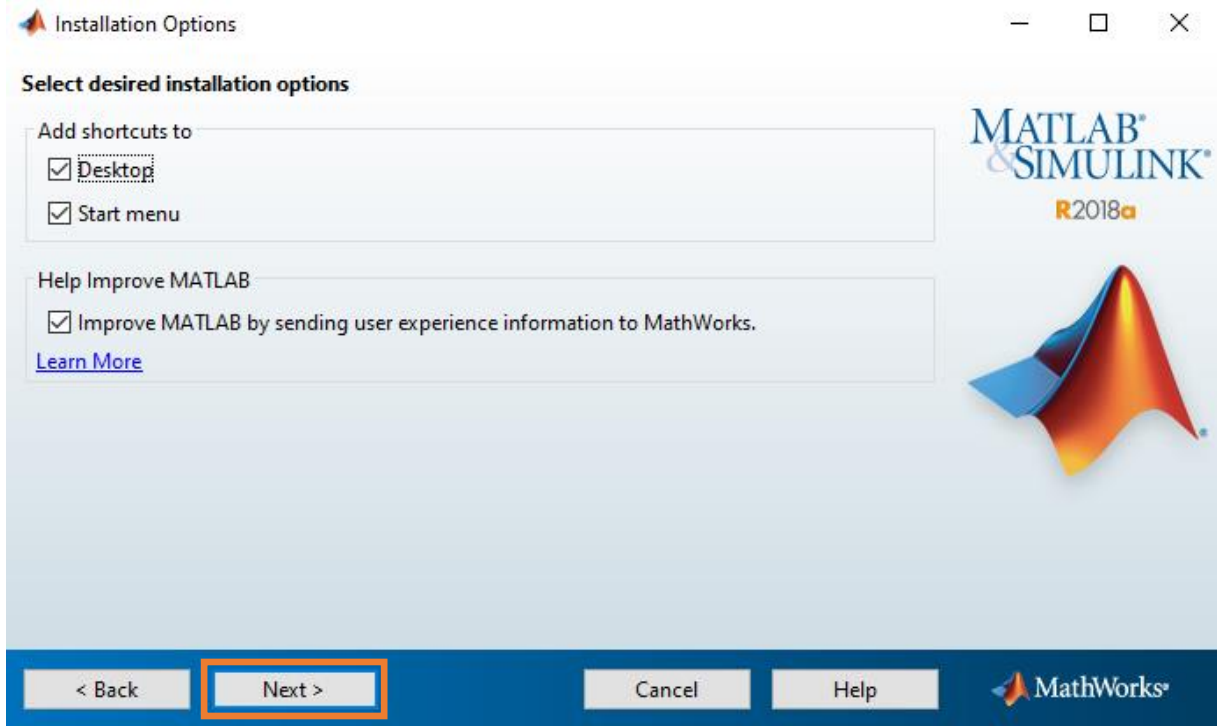 Installation Options
Select desired installation options
Add shortcuts to
Desktop
Start menu
Help Improve MATLAB
Improve MATLAB by sending user experience information to MathWorks.
Learn More
MATLAB®
&SIMULINK®
R2018a
®
< Back Next > Cancel Help MathWorks®